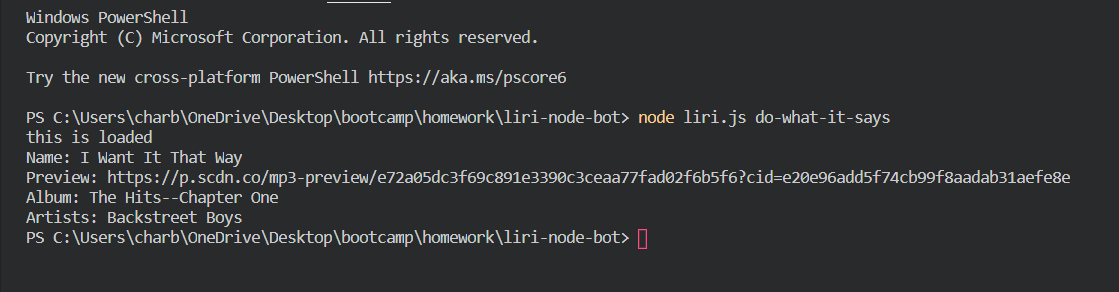 Windows PowerShell
Copyright (C) Microsoft Corporation. All rights reserved.
Try the new cross-platform PowerShell https://aka.ms/pscore6
PS C:\Users\charb\OneDrive\Desktop\bootcamp\homework\liri-node-bot> node liri.js do-what-it-says
this is loaded
Name: I Want It That Way
Preview: https://p.scdn.co/mp3-preview/e72a05dc3f69c891e3390c3ceaa77fad02f6b5f6?cid=e20e96add5f74cb99f8aadab31aefe8e
Album: The Hits--Chapter One
Artists: Backstreet Boys
PS C:\Users\charb\OneDrive\Desktop\bootcamp\homework\liri-node-bot>